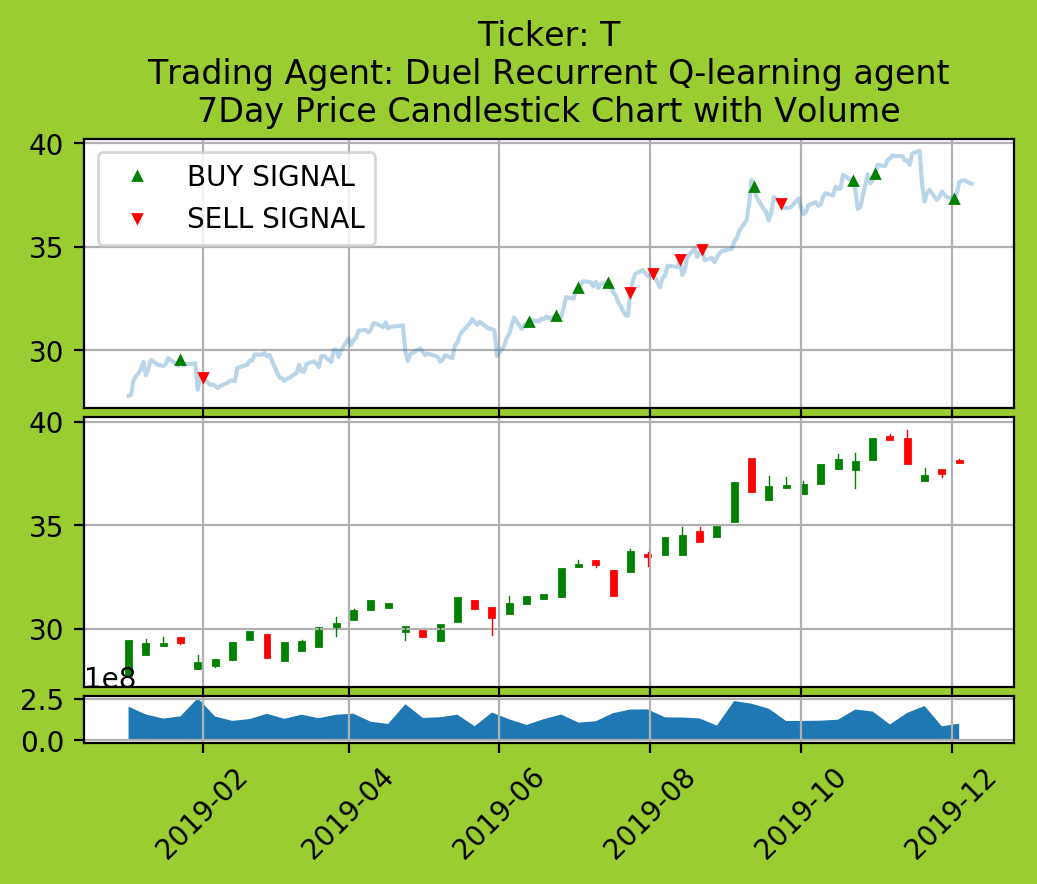 Ticker: T
Trading Agent: Duel Recurrent Q-learning agent
7Day Price Candlestick Chart with Volume
40
BUY SIGNAL
SELL SIGNAL
35
30
40
35
30
1e8
2.5
0.0
2019-02
2019-04
2019-06
2019-08
2019-10
2019-12